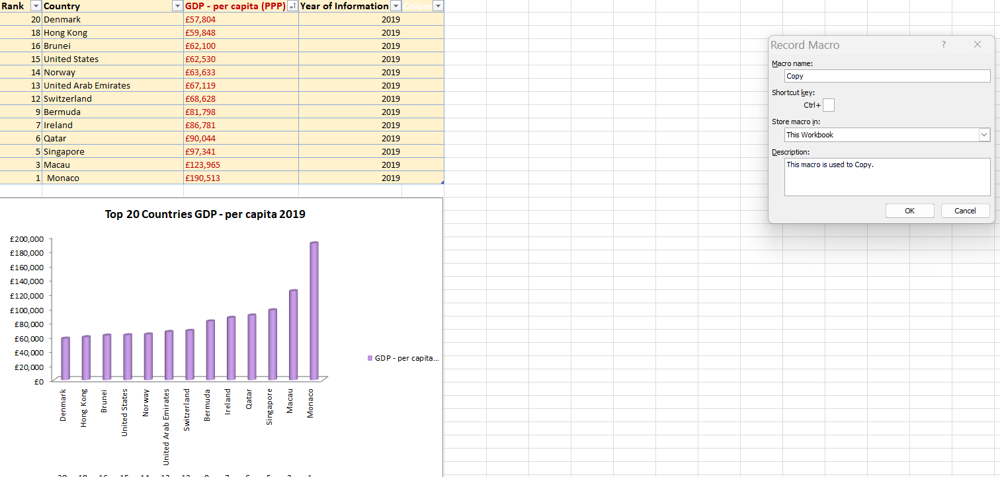 Rank Country GDP - per capita (PPP) Year of Information Colum
20 Denmark £57,804 2019
18 Hong Kong £59,848 2019
16 Brunei £62,100 2019
15 United States £62,530 2019
14 Norway £63,633 2019
13 United Arab Emirates £67,119 2019
12 Switzerland £68,628 2019
9 Bermuda £81,798 2019
7 Ireland £86,781 2019
6 Qatar £90,044 2019
5 Singapore £97,341 2019
3 Macau £123,965 2019
1 Monaco £190,513 2019
Top 20 Countries GDP - per capita 2019
£200,000
£180,000
£160,000
£140,000
£120,000
£100,000
£80,000
£60,000
£40,000
£20,000
£0
Denmark
Hong Kong
Brunei
United States
Norway
United Arab Emirates
Switzerland
Bermuda
Ireland
Qatar
Singapore
Macau
Monaco
GDP - per capita...
Record Macro ?
Macro name:
Copy
Shortcut key:
Ctrl+
Store macro in:
This Workbook
Description:
This macro is used to Copy.
OK Cancel